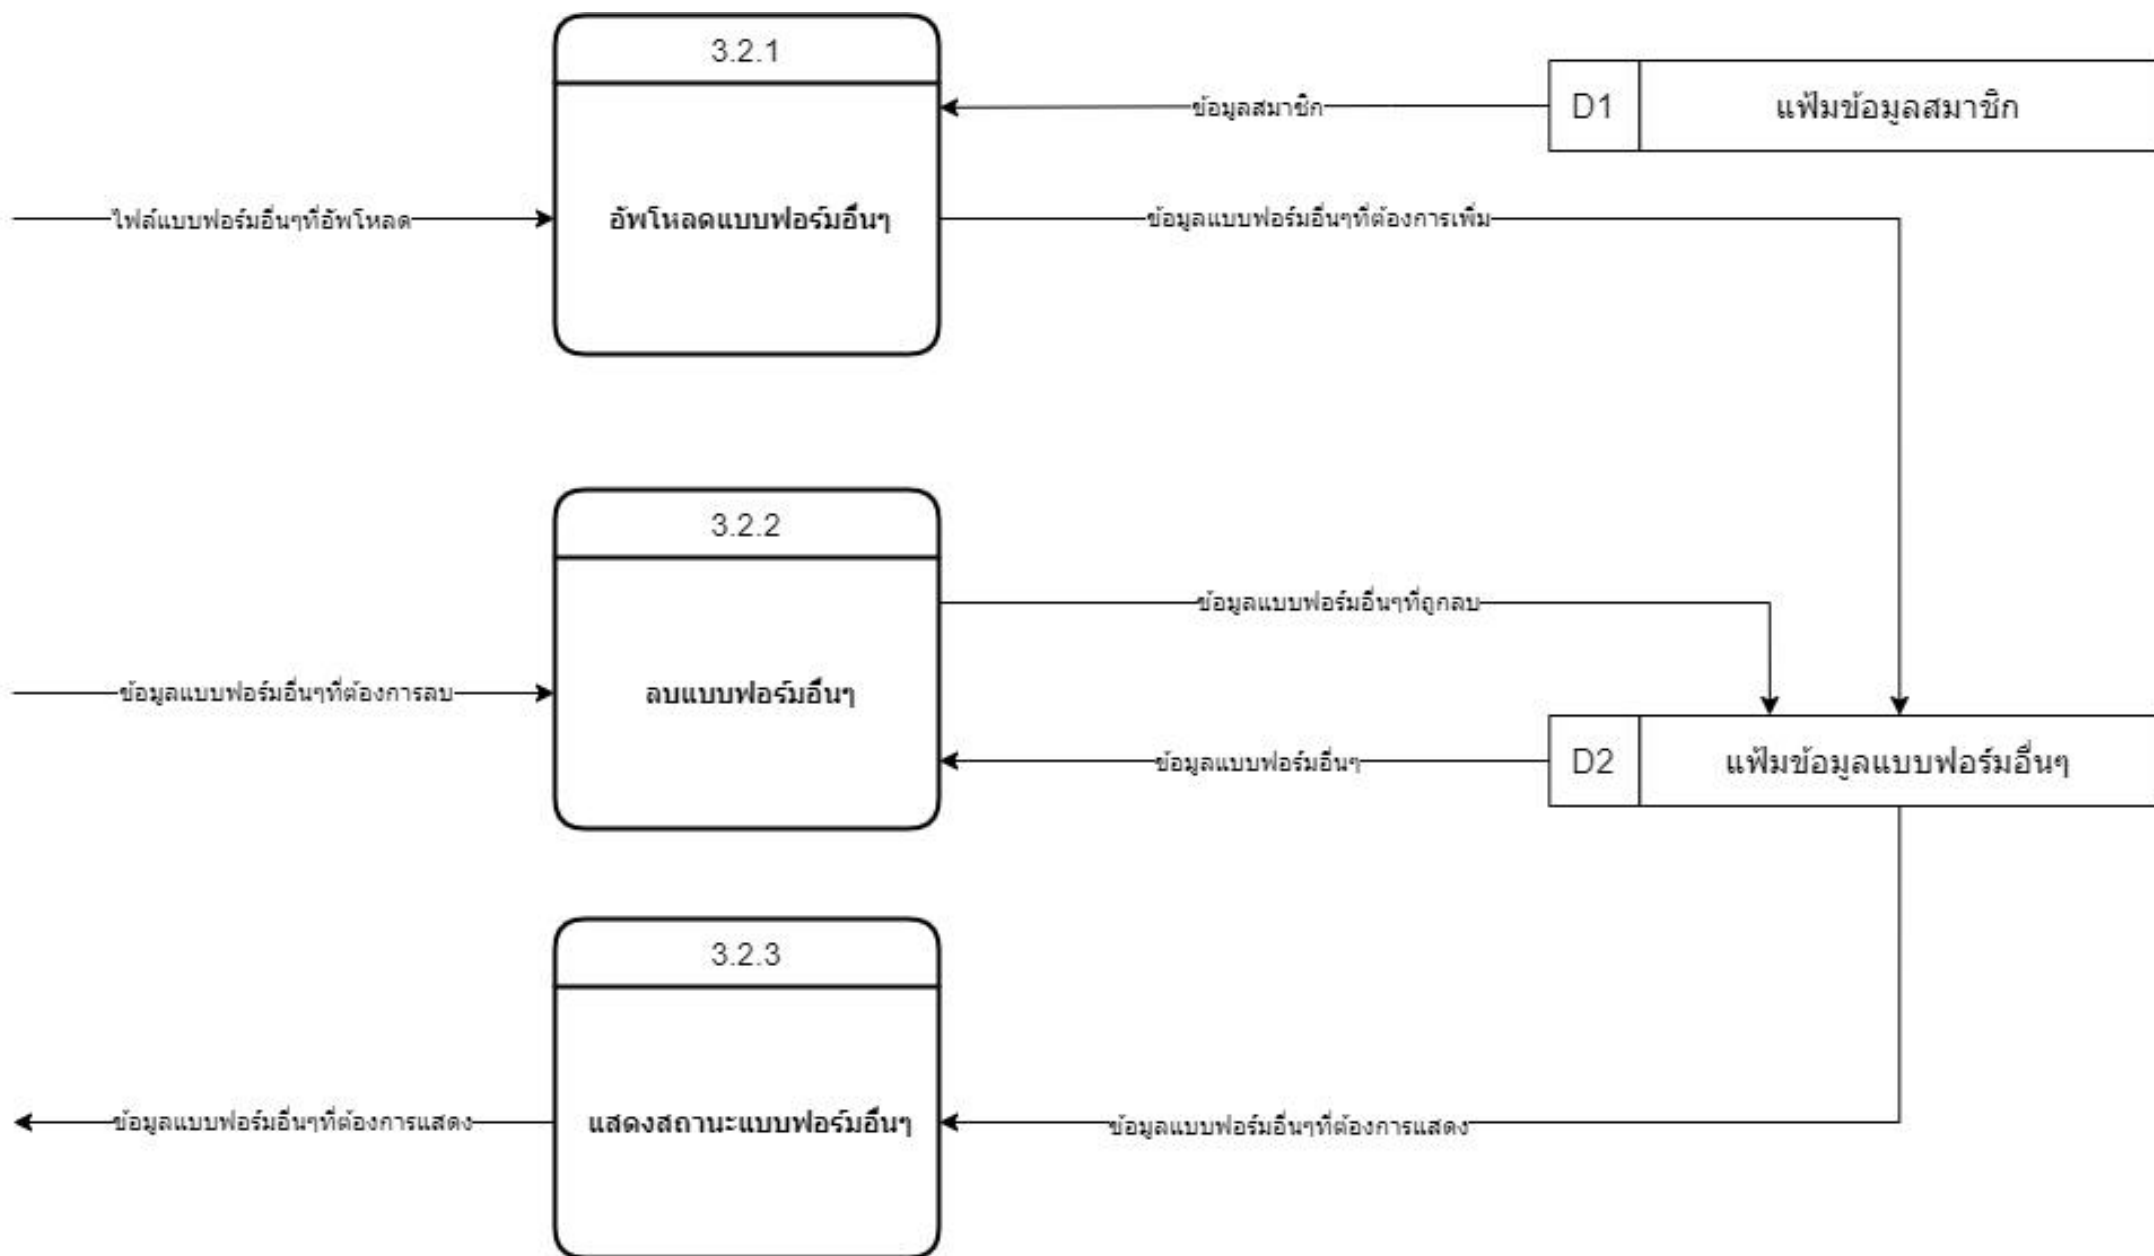 3.2.1
ข้อมูลสมาชิก
D1
แฟ้มข้อมูลสมาชิก
ไฟล์แบบฟอร์มอื่นๆที่อัพโหลด
อัพโหลดแบบฟอร์มอื่นๆ
ข้อมูลแบบฟอร์มอื่นๆที่ต้องการเพิ่ม
3.2.2
ข้อมูลแบบฟอร์มอื่นๆที่ถูกลบ
ข้อมูลแบบฟอร์มอื่นๆที่ต้องการลบ
ลบแบบฟอร์มอื่นๆ
ข้อมูลแบบฟอร์มอื่นๆ
D2
แฟ้มข้อมูลแบบฟอร์มอื่นๆ
3.2.3
ข้อมูลแบบฟอร์มอื่นๆที่ต้องการแสดง
แสดงสถานะแบบฟอร์มอื่นๆ
ข้อมูลแบบฟอร์มอื่นๆที่ต้องการแสดง